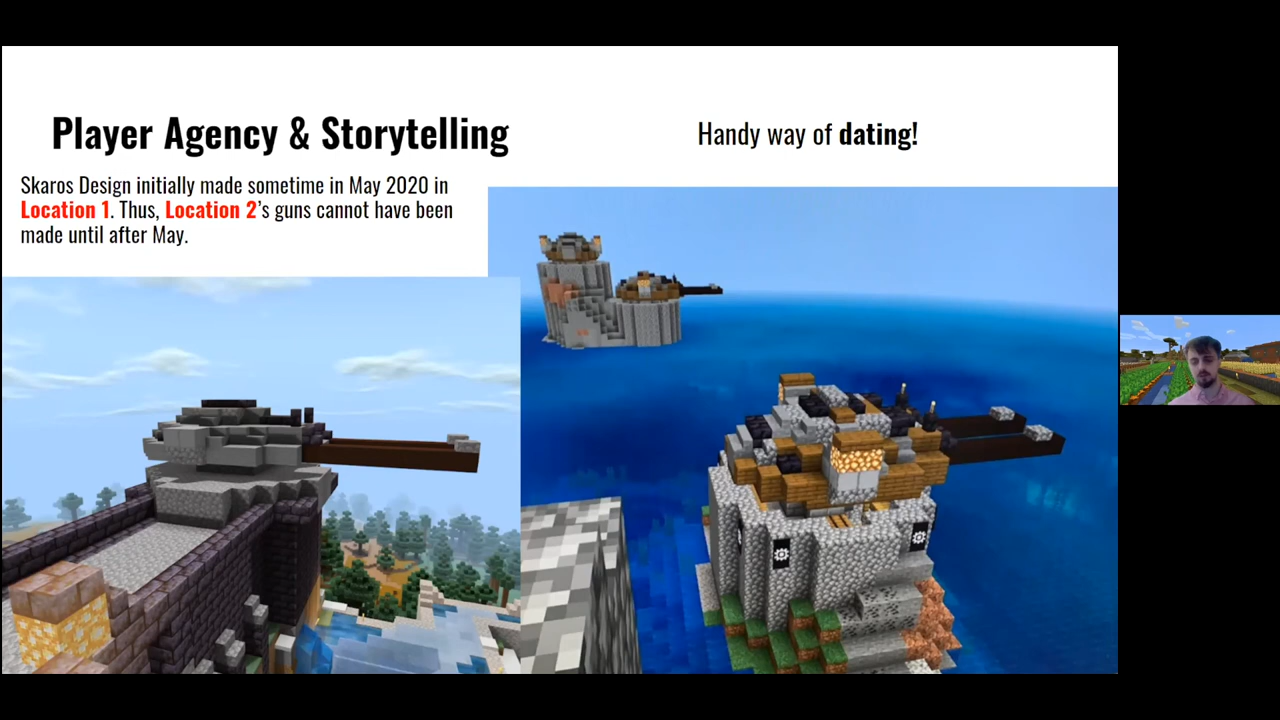 Player Agency & Storytelling
Handy way of dating!
Skaros Design initially made sometime in May 2020 in
Location 1. Thus, Location 2's guns cannot have been
made until after May.